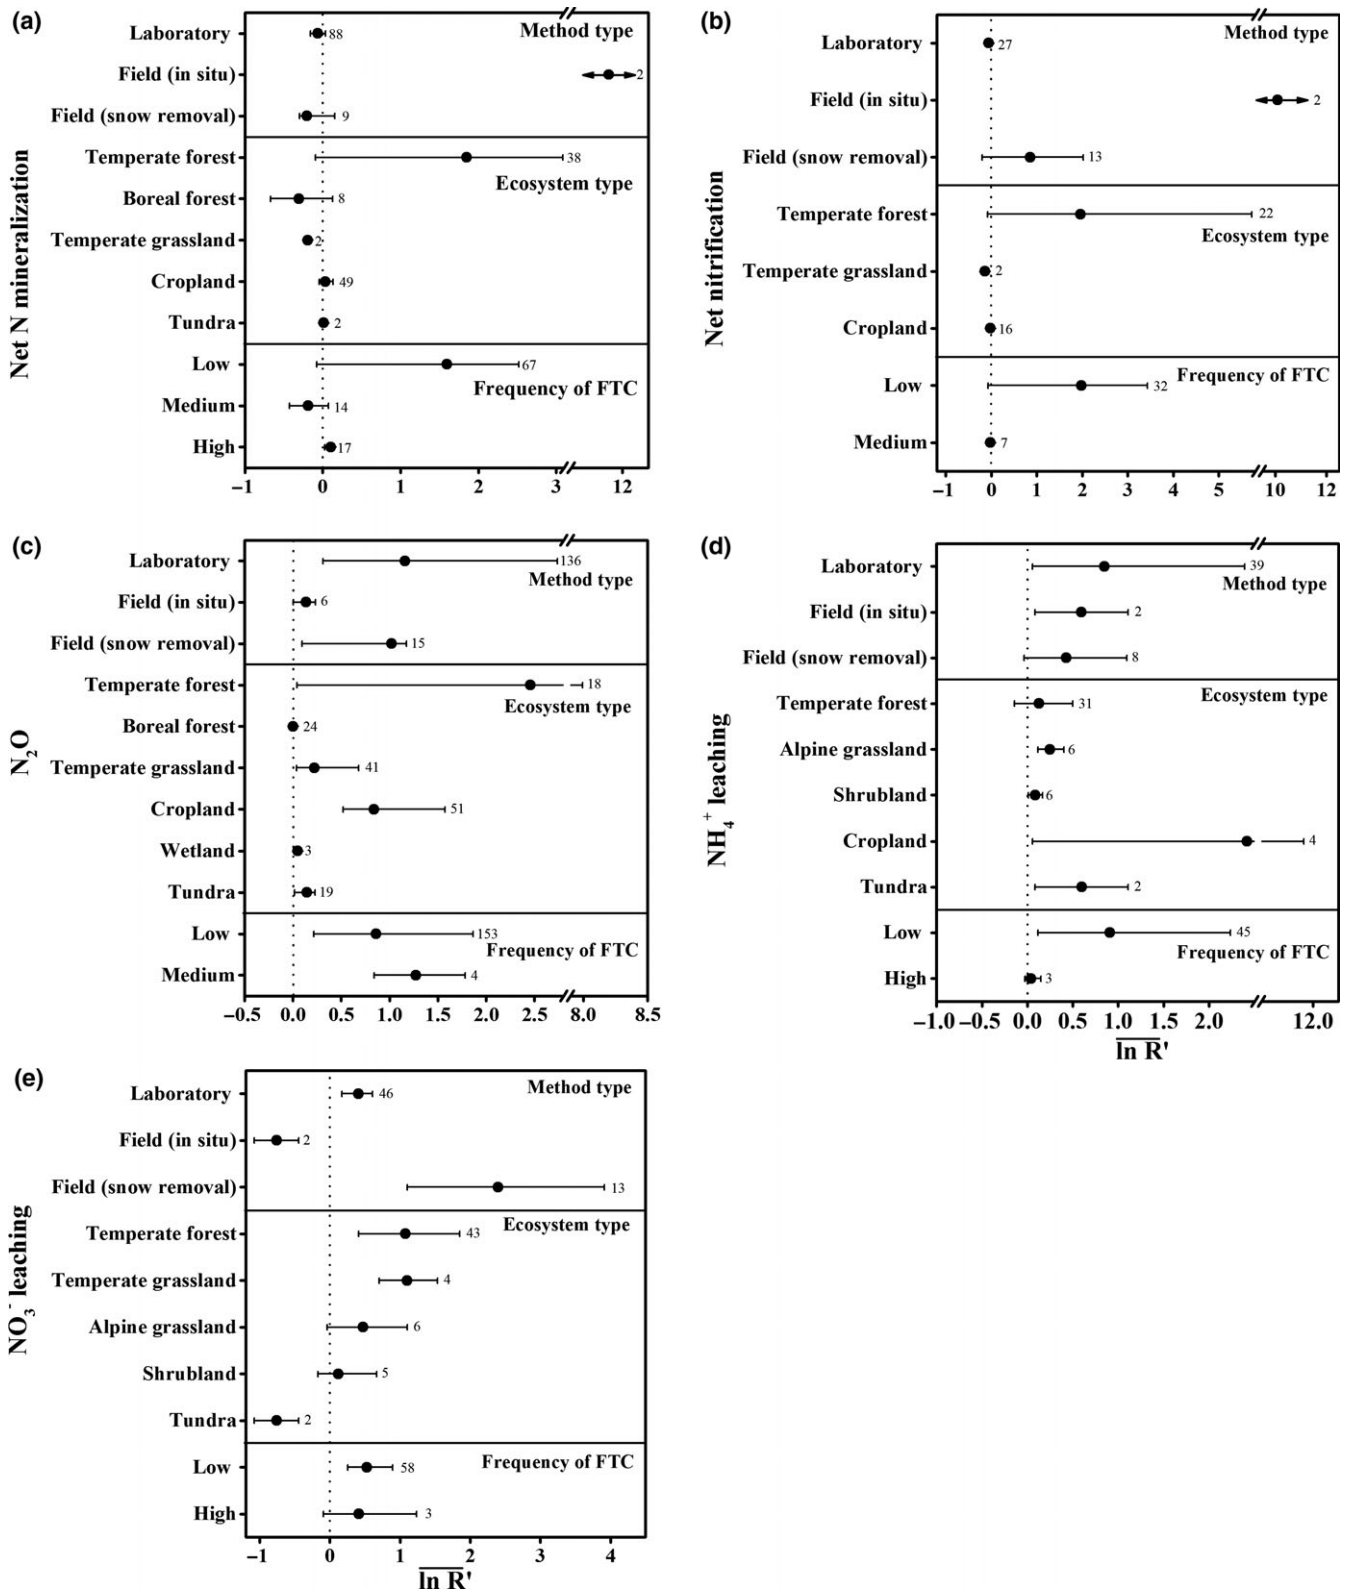 (a)
Net N mineralization
Method type
Laboratory 88
Field (in situ) 2
Field (snow removal) 9
Temperate forest 38
Ecosystem type
Boreal forest 8
Temperate grassland 2
Cropland 49
Tundra 2
Low 67
Frequency of FTC
Medium 14
High 17
−1 0 1 2 3 12
(b)
Net nitrification
Method type
Laboratory 27
Field (in situ) 2
Field (snow removal) 13
Temperate forest 22
Ecosystem type
Temperate grassland 2
Cropland 16
Frequency of FTC
Low 32
Medium 7
−1 0 1 2 3 5 10 12
(c)
N₂O
Laboratory 136
Method type
Field (in situ) 6
Field (snow removal) 15
Temperate forest 18
Ecosystem type
Boreal forest 24
Temperate grassland 41
Cropland 51
Wetland 3
Tundra 19
Low 153
Frequency of FTC
Medium 4
−0.5 0.0 0.5 1.0 1.5 2.0 2.5 8.0 8.5
(d)
NH₄⁺ leaching
Laboratory 39
Method type
Field (in situ) 2
Field (snow removal) 8
Ecosystem type
Temperate forest 31
Alpine grassland 6
Shrubland 6
Cropland 4
Tundra 2
Low 45
Frequency of FTC
High 3
−1.0 −0.5 0.0 0.5 1.0 1.5 2.0 12.0
ln R'
(e)
NO₃⁻ leaching
Method type
Laboratory 46
Field (in situ) 2
Field (snow removal) 13
Ecosystem type
Temperate forest 43
Temperate grassland 4
Alpine grassland 6
Shrubland 5
Tundra 2
Frequency of FTC
Low 58
High 3
−1 0 1 2 3 4
ln R'